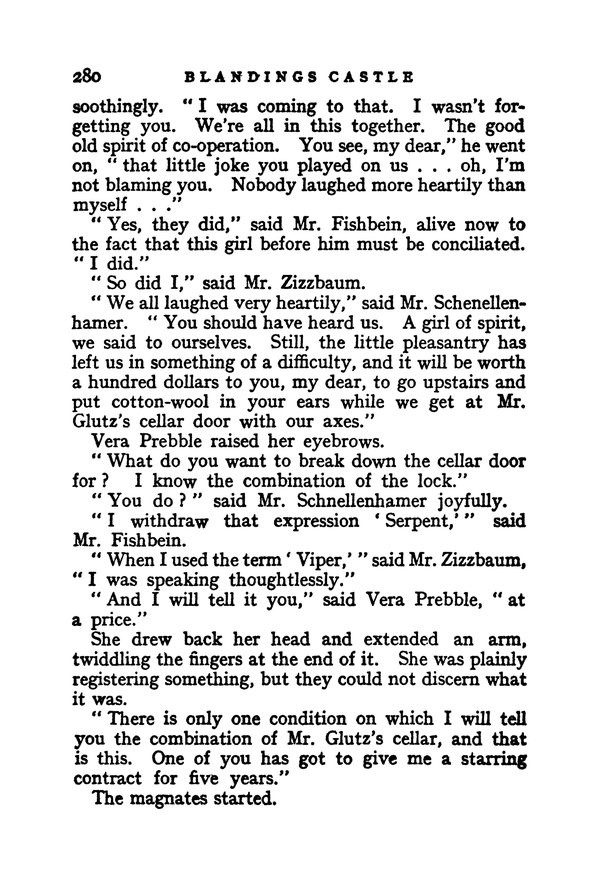 280 BLANDINGS CASTLE
soothingly. "I was coming to that. I wasn't for-
getting you. We're all in this together. The good
old spirit of co-operation. You see, my dear," he went
on, "that little joke you played on us . . . oh, I'm
not blaming you. Nobody laughed more heartily than
myself . . ."
"Yes, they did," said Mr. Fishbein, alive now to
the fact that this girl before him must be conciliated.
"I did."
"So did I," said Mr. Zizzbaum.
"We all laughed very heartily," said Mr. Schenellen-
hamer. "You should have heard us. A girl of spirit,
we said to ourselves. Still, the little pleasantry has
left us in something of a difficulty, and it will be worth
a hundred dollars to you, my dear, to go upstairs and
put cotton-wool in your ears while we get at Mr.
Glutz's cellar door with our axes."
Vera Prebble raised her eyebrows.
"What do you want to break down the cellar door
for? I know the combination of the lock."
"You do?" said Mr. Schnellenhamer joyfully.
"I withdraw that expression 'Serpent,'" said
Mr. Fishbein.
"When I used the term 'Viper,'" said Mr. Zizzbaum,
"I was speaking thoughtlessly."
"And I will tell it you," said Vera Prebble, "at
a price."
She drew back her head and extended an arm,
twiddling the fingers at the end of it. She was plainly
registering something, but they could not discern what
it was.
"There is only one condition on which I will tell
you the combination of Mr. Glutz's cellar, and that
is this. One of you has got to give me a starring
contract for five years."
The magnates started.